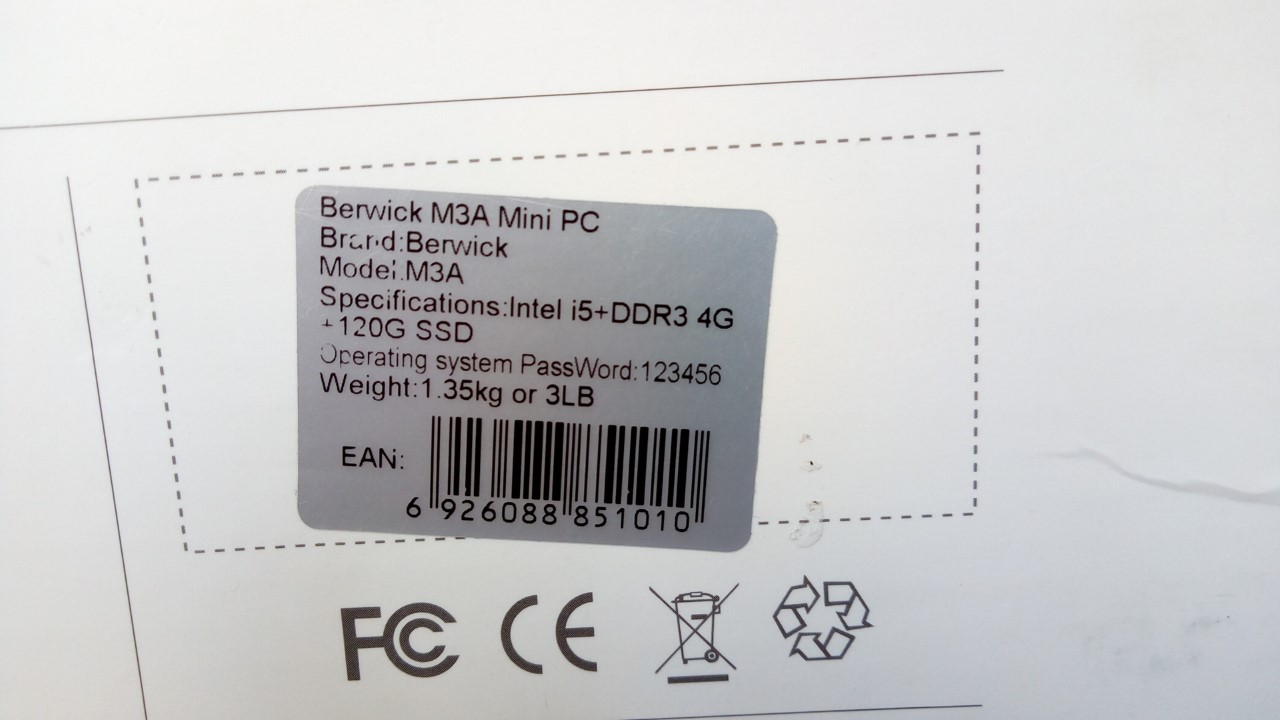 Berwick M3A Mini PC
Brand:Berwick
Model:M3A
Specifications:Intel i5+DDR3 4G
+120G SSD
Operating system PassWord:123456
Weight:1.35kg or 3LB
EAN:
6 926088 851010
FC CE